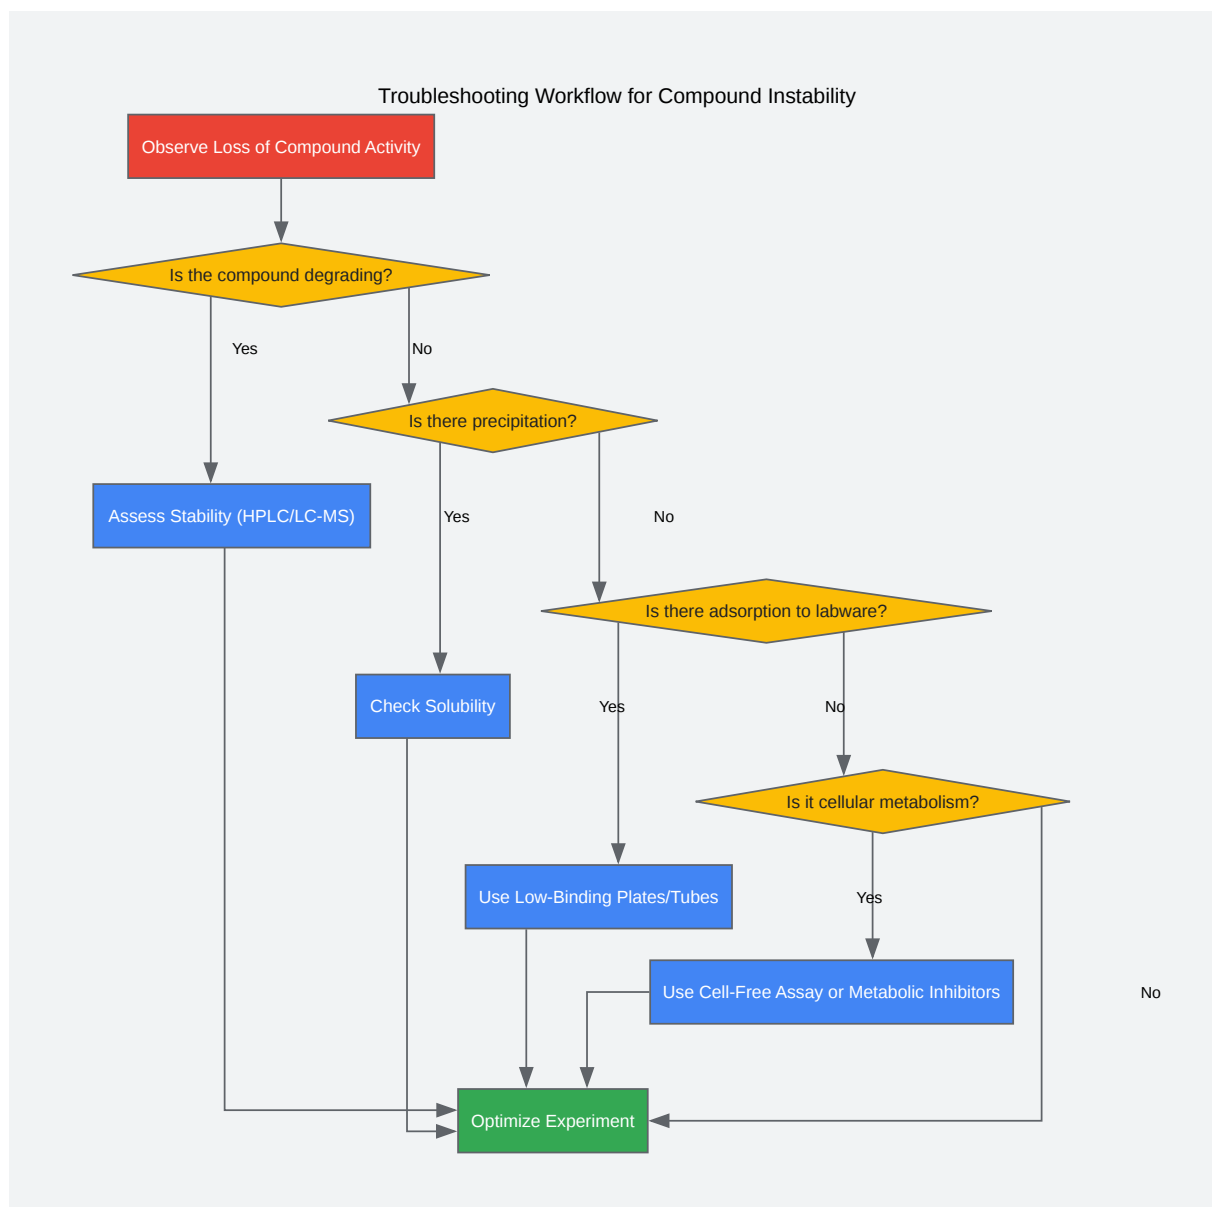 Troubleshooting Workflow for Compound Instability
Observe Loss of Compound Activity
Is the compound degrading?
Yes
No
Is there precipitation?
Assess Stability (HPLC/LC-MS)
Yes
No
Is there adsorption to labware?
Check Solubility
Yes
No
Is it cellular metabolism?
Use Low-Binding Plates/Tubes
Yes
Use Cell-Free Assay or Metabolic Inhibitors
No
Optimize Experiment